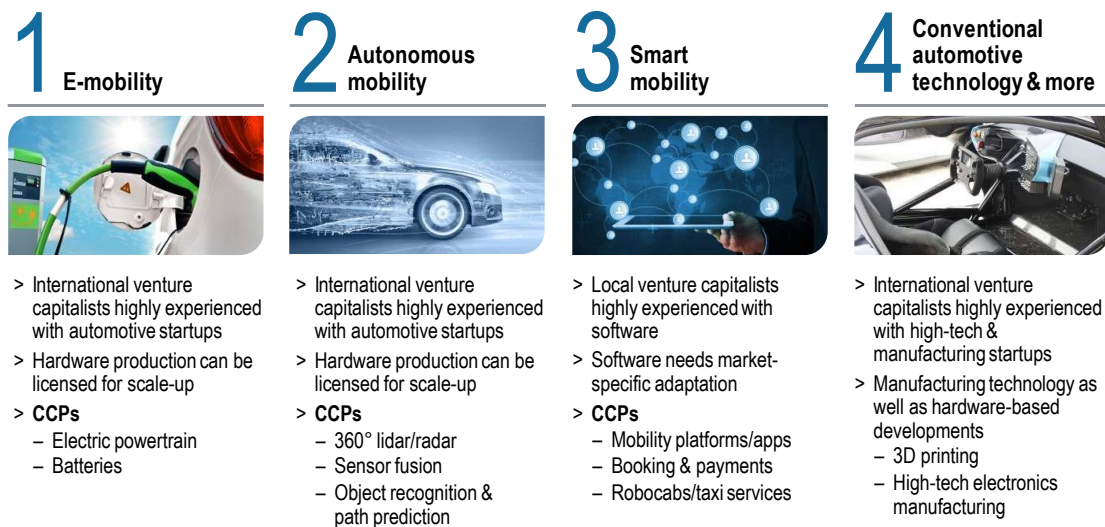 1 E-mobility
> International venture
capitalists highly experienced
with automotive startups
> Hardware production can be
licensed for scale-up
> CCPs
– Electric powertrain
– Batteries
2 Autonomous
mobility
> International venture
capitalists highly experienced
with automotive startups
> Hardware production can be
licensed for scale-up
> CCPs
– 360° lidar/radar
– Sensor fusion
– Object recognition &
path prediction
3 Smart
mobility
> Local venture capitalists
highly experienced with
software
> Software needs market-
specific adaptation
> CCPs
– Mobility platforms/apps
– Booking & payments
– Robocabs/taxi services
4 Conventional
automotive
technology & more
> International venture
capitalists highly experienced
with high-tech &
manufacturing startups
> Manufacturing technology as
well as hardware-based
developments
– 3D printing
– High-tech electronics
manufacturing